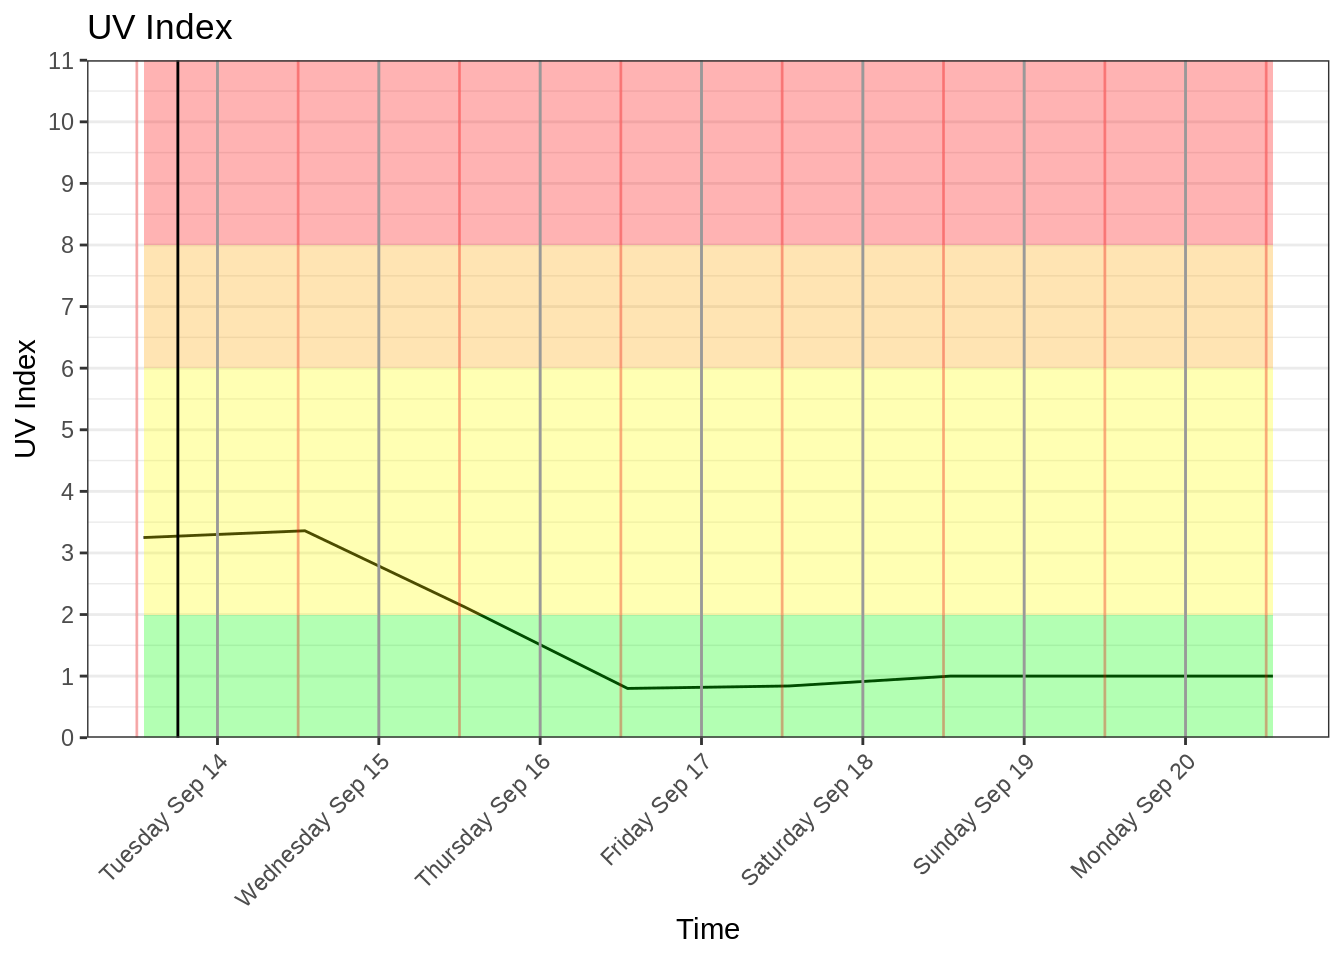 UV Index
11
10
9
8
7
6
5
4
3
2
1
0
UV Index
Tuesday Sep 14
Wednesday Sep 15
Thursday Sep 16
Friday Sep 17
Saturday Sep 18
Sunday Sep 19
Monday Sep 20
Time